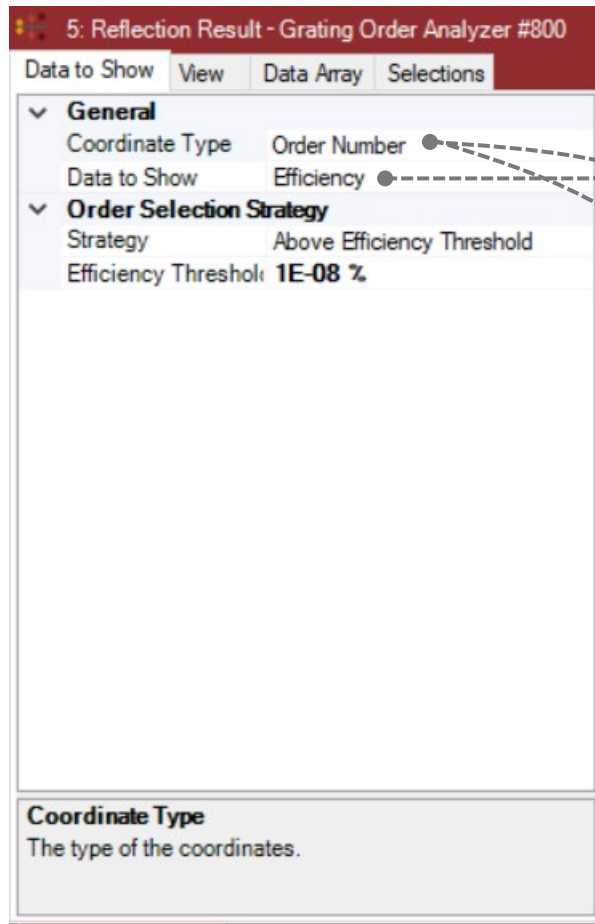 5: Reflection Result - Grating Order Analyzer #800
Data to Show View Data Array Selections
General
Coordinate Type Order Number
Data to Show Efficiency
Order Selection Strategy
Strategy Above Efficiency Threshold
Efficiency Threshol 1E-08 %
Coordinate Type
The type of the coordinates.